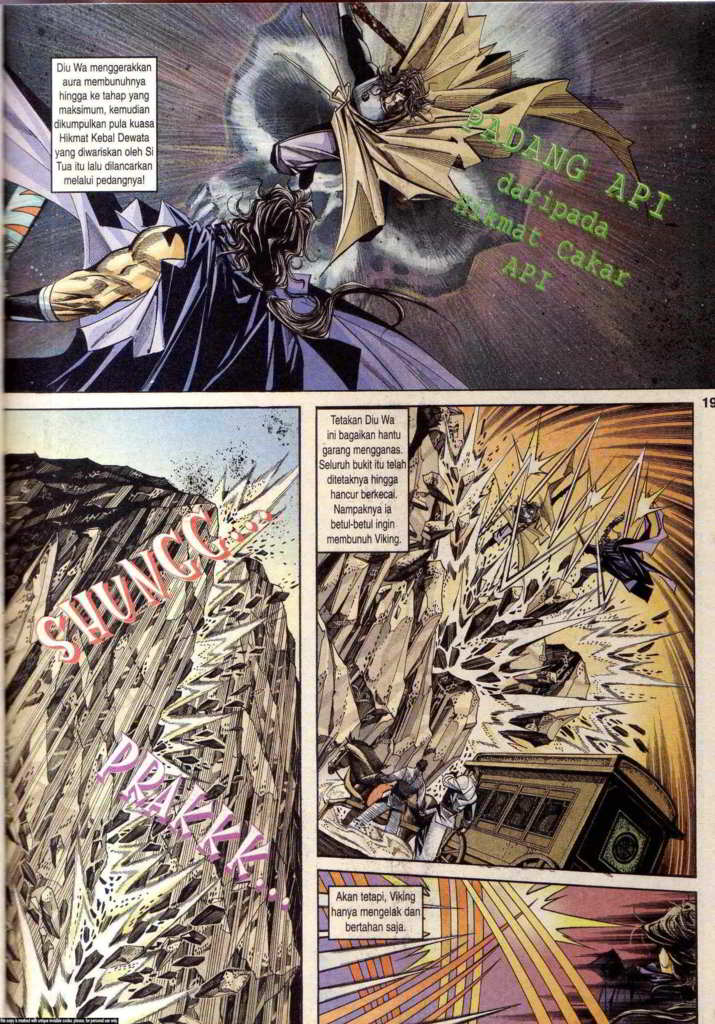 Diu Wa menggerakkan
aura membunuhnya
hingga ke tahap yang
maksimum, kemudian
dikumpulkan pula kuasa
Hikmat Kebal Dewata
yang diwariskan oleh Si
Tua itu lalu dilancarkan
melalui pedangnya!
PADANG API
daripada
Hikmat Cakar
API
19
SHUNGG...
PRAKKK...
Tetakan Diu Wa
ini bagaikan hantu
garang mengganas.
Seluruh bukit itu telah
ditetaknya hingga
hancur berkecai.
Nampaknya ia
betul-betul ingin
membunuh Viking.
Akan tetapi, Viking
hanya mengelak dan
bertahan saja.